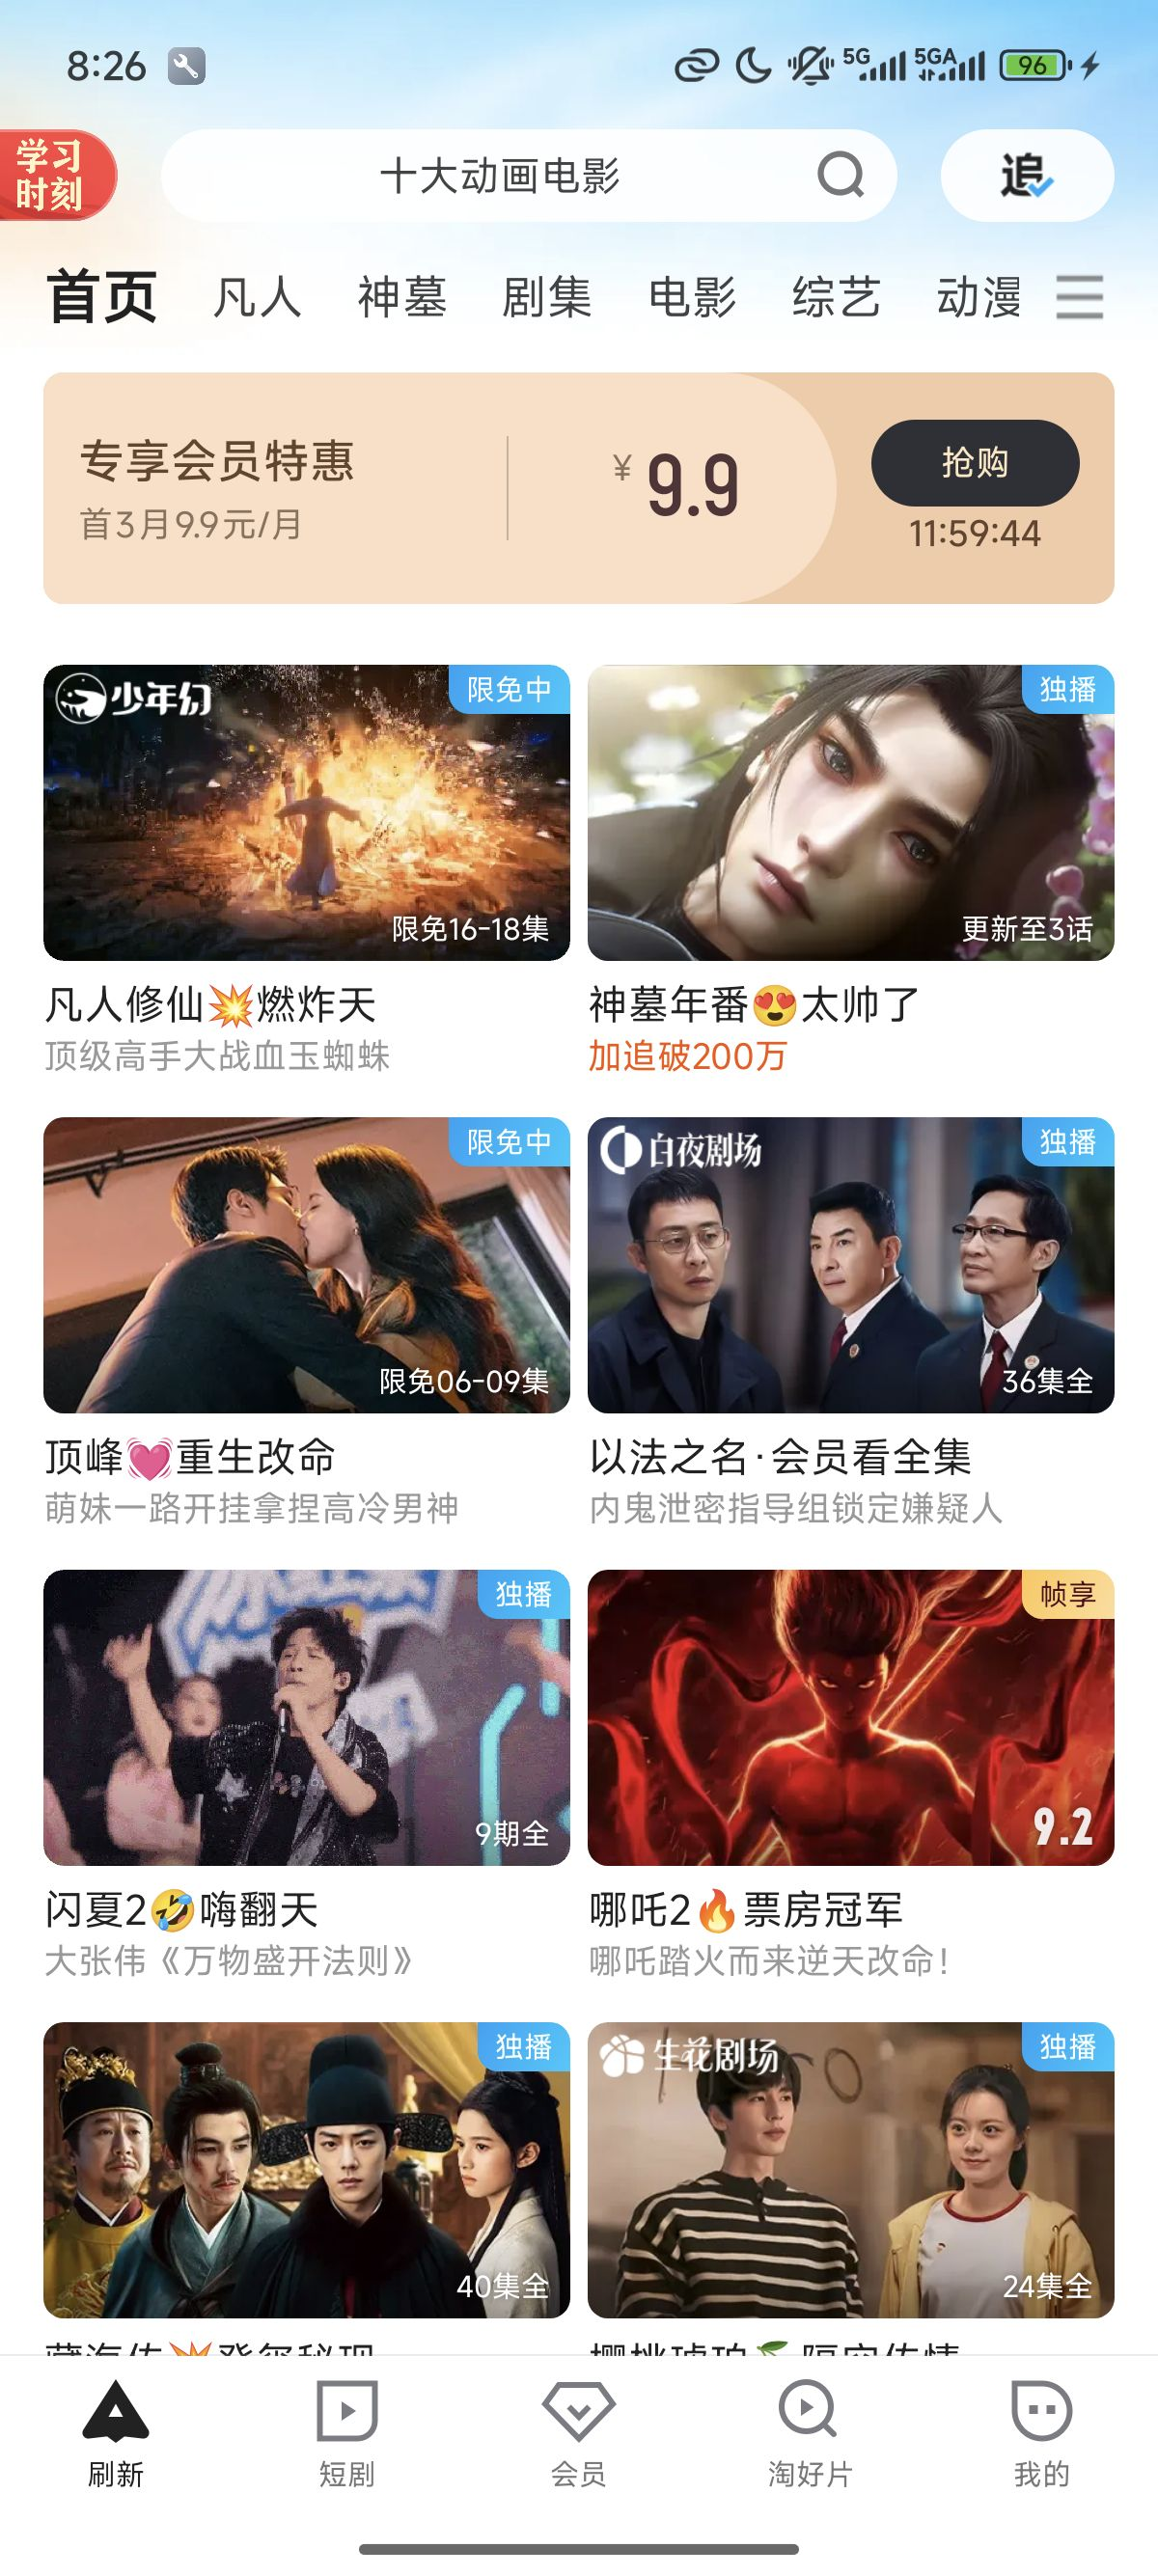 8:26
5G
5GA
96
学习
时刻
十大动画电影
追
首页 凡人 神墓 剧集 电影 综艺 动漫
专享会员特惠
首3月9.9元/月
¥ 9.9
抢购
11:59:44
少年幻
限免中
限免16-18集
凡人修仙💥燃炸天
顶级高手大战血玉蜘蛛
独播
更新至3话
神墓年番😍太帅了
加追破200万
限免中
限免06-09集
顶峰💓重生改命
萌妹一路开挂拿捏高冷男神
白夜剧场
独播
36集全
以法之名·会员看全集
内鬼泄密指导组锁定嫌疑人
独播
9期全
闪夏2🤣嗨翻天
大张伟《万物盛开法则》
帧享
9.2
哪吒2🔥票房冠军
哪吒踏火而来逆天改命!
独播
40集全
生花剧场
独播
24集全
刷新 短剧 会员 淘好片 我的